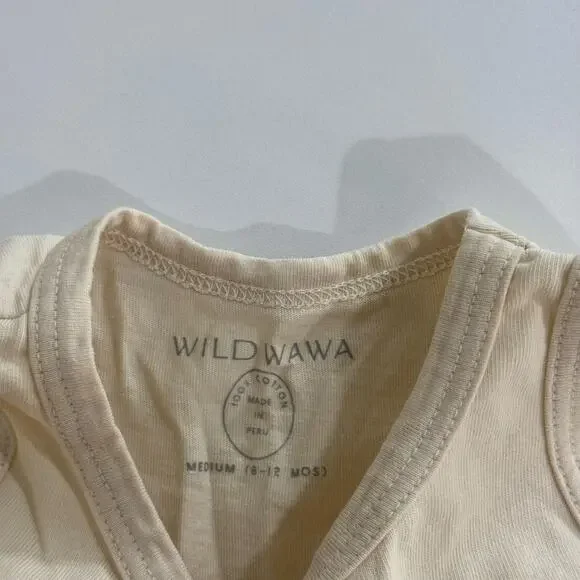 WILDWAWA
100% COTTON
MADE
IN
PERU
MEDIUM (6-12 MOS)